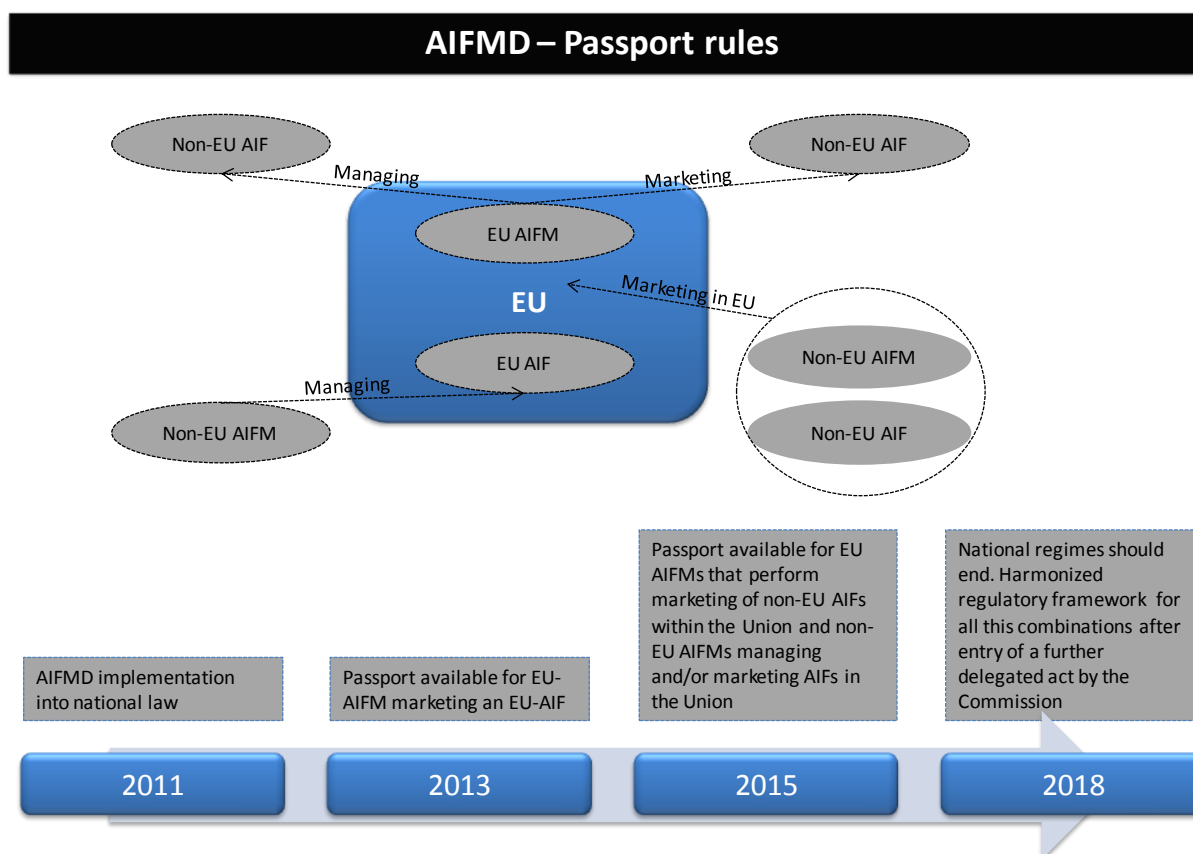 AIFMD – Passport rules
Non-EU AIF
Non-EU AIF
Managing
Marketing
EU AIFM
Marketing in EU
EU
Non-EU AIFM
EU AIF
Managing
Non-EU AIFM
Non-EU AIF
Passport available for EU
AIFMs that perform
marketing of non-EU AIFs
within the Union and non-
EU AIFMs managing
and/or marketing AIFs in
the Union
National regimes should
end. Harmonized
regulatory framework for
all this combinations after
entry of a further
delegated act by the
Commission
AIFMD implementation
into national law
Passport available for EU-
AIFM marketing an EU-AIF
2011
2013
2015
2018